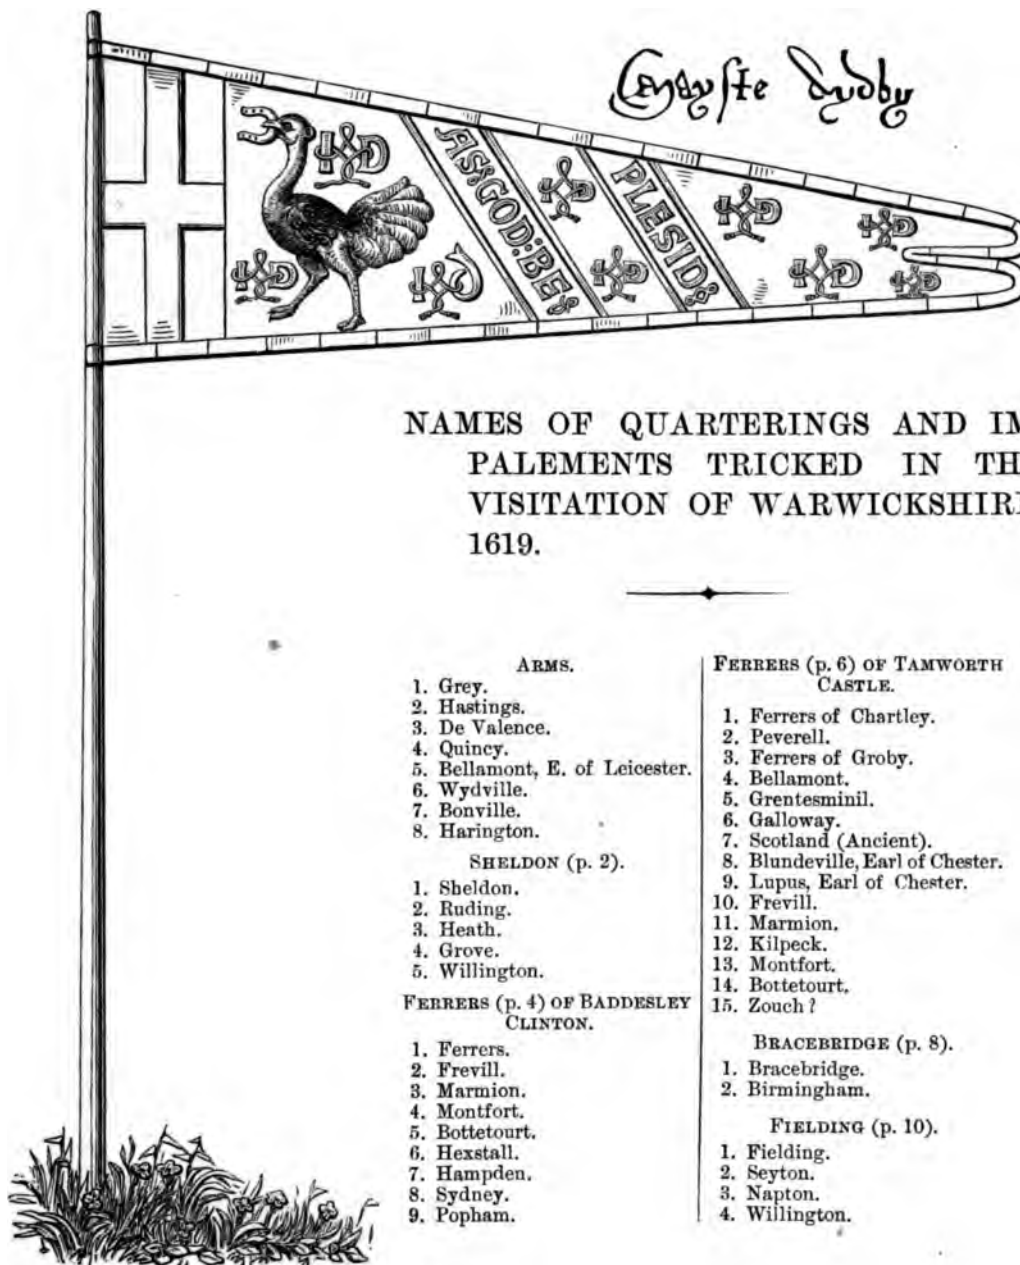 AS: GOD: BE
PLESID:
NAMES OF QUARTERINGS AND IM
PALEMENTS TRICKED IN TH
VISITATION OF WARWICKSHIR
1619.
ARMS.
1. Grey.
2. Hastings.
3. De Valence.
4. Quincy.
5. Bellamont, E. of Leicester.
6. Wydville.
7. Bonville.
8. Harington.
SHELDON (p. 2).
1. Sheldon.
2. Ruding.
3. Heath.
4. Grove.
5. Willington.
FERRERS (p. 4) OF BADDESLEY
CLINTON.
1. Ferrers.
2. Frevill.
3. Marmion.
4. Montfort.
5. Bottetourt.
6. Hexstall.
7. Hampden.
8. Sydney.
9. Popham.
FERRERS (p. 6) OF TAMWORTH
CASTLE.
1. Ferrers of Chartley.
2. Peverell.
3. Ferrers of Groby.
4. Bellamont.
5. Grentesminil.
6. Galloway.
7. Scotland (Ancient).
8. Blundeville, Earl of Chester.
9. Lupus, Earl of Chester.
10. Frevill.
11. Marmion.
12. Kilpeck.
13. Montfort.
14. Bottetourt.
15. Zouch?
BRACEBRIDGE (p. 8).
1. Bracebridge.
2. Birmingham.
FIELDING (p. 10).
1. Fielding.
2. Seyton.
3. Napton.
4. Willington.